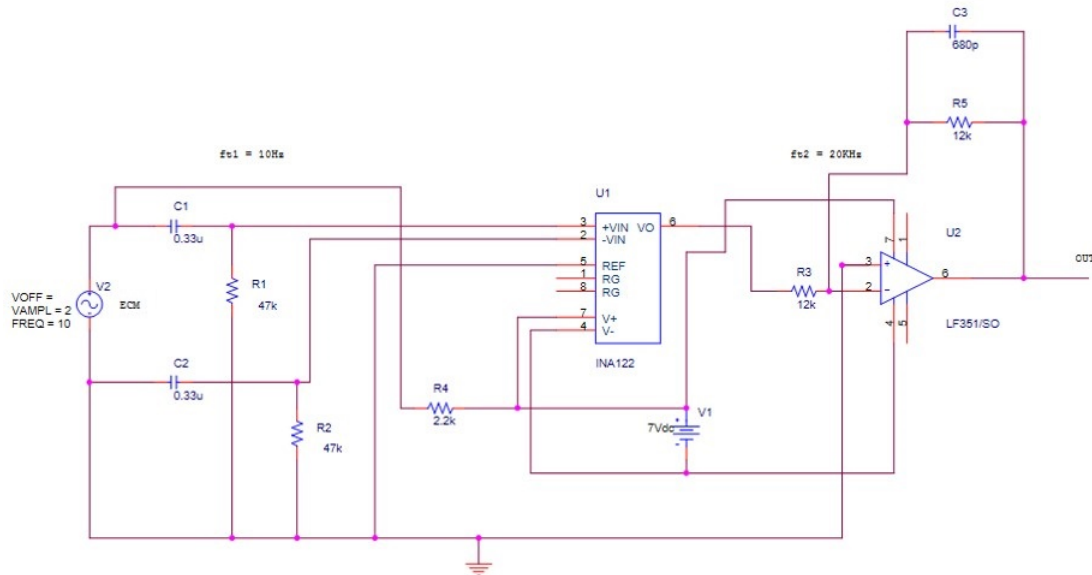 C3
680p
R5
12k
ft1 = 10Hz
ft2 = 20KHz
U1
C1
0.33u
3
+VIN
VO
6
2
-VIN
7
1
U2
5
REF
1
RG
8
RG
R1
47k
V2
VOFF =
VAMPL = 2
FREQ = 10
ECM
R3
12k
3
+
2
-
6
OUT
7
V+
4
V-
4
5
LF351/SO
INA122
C2
0.33u
R4
2.2k
V1
7Vdc
R2
47k